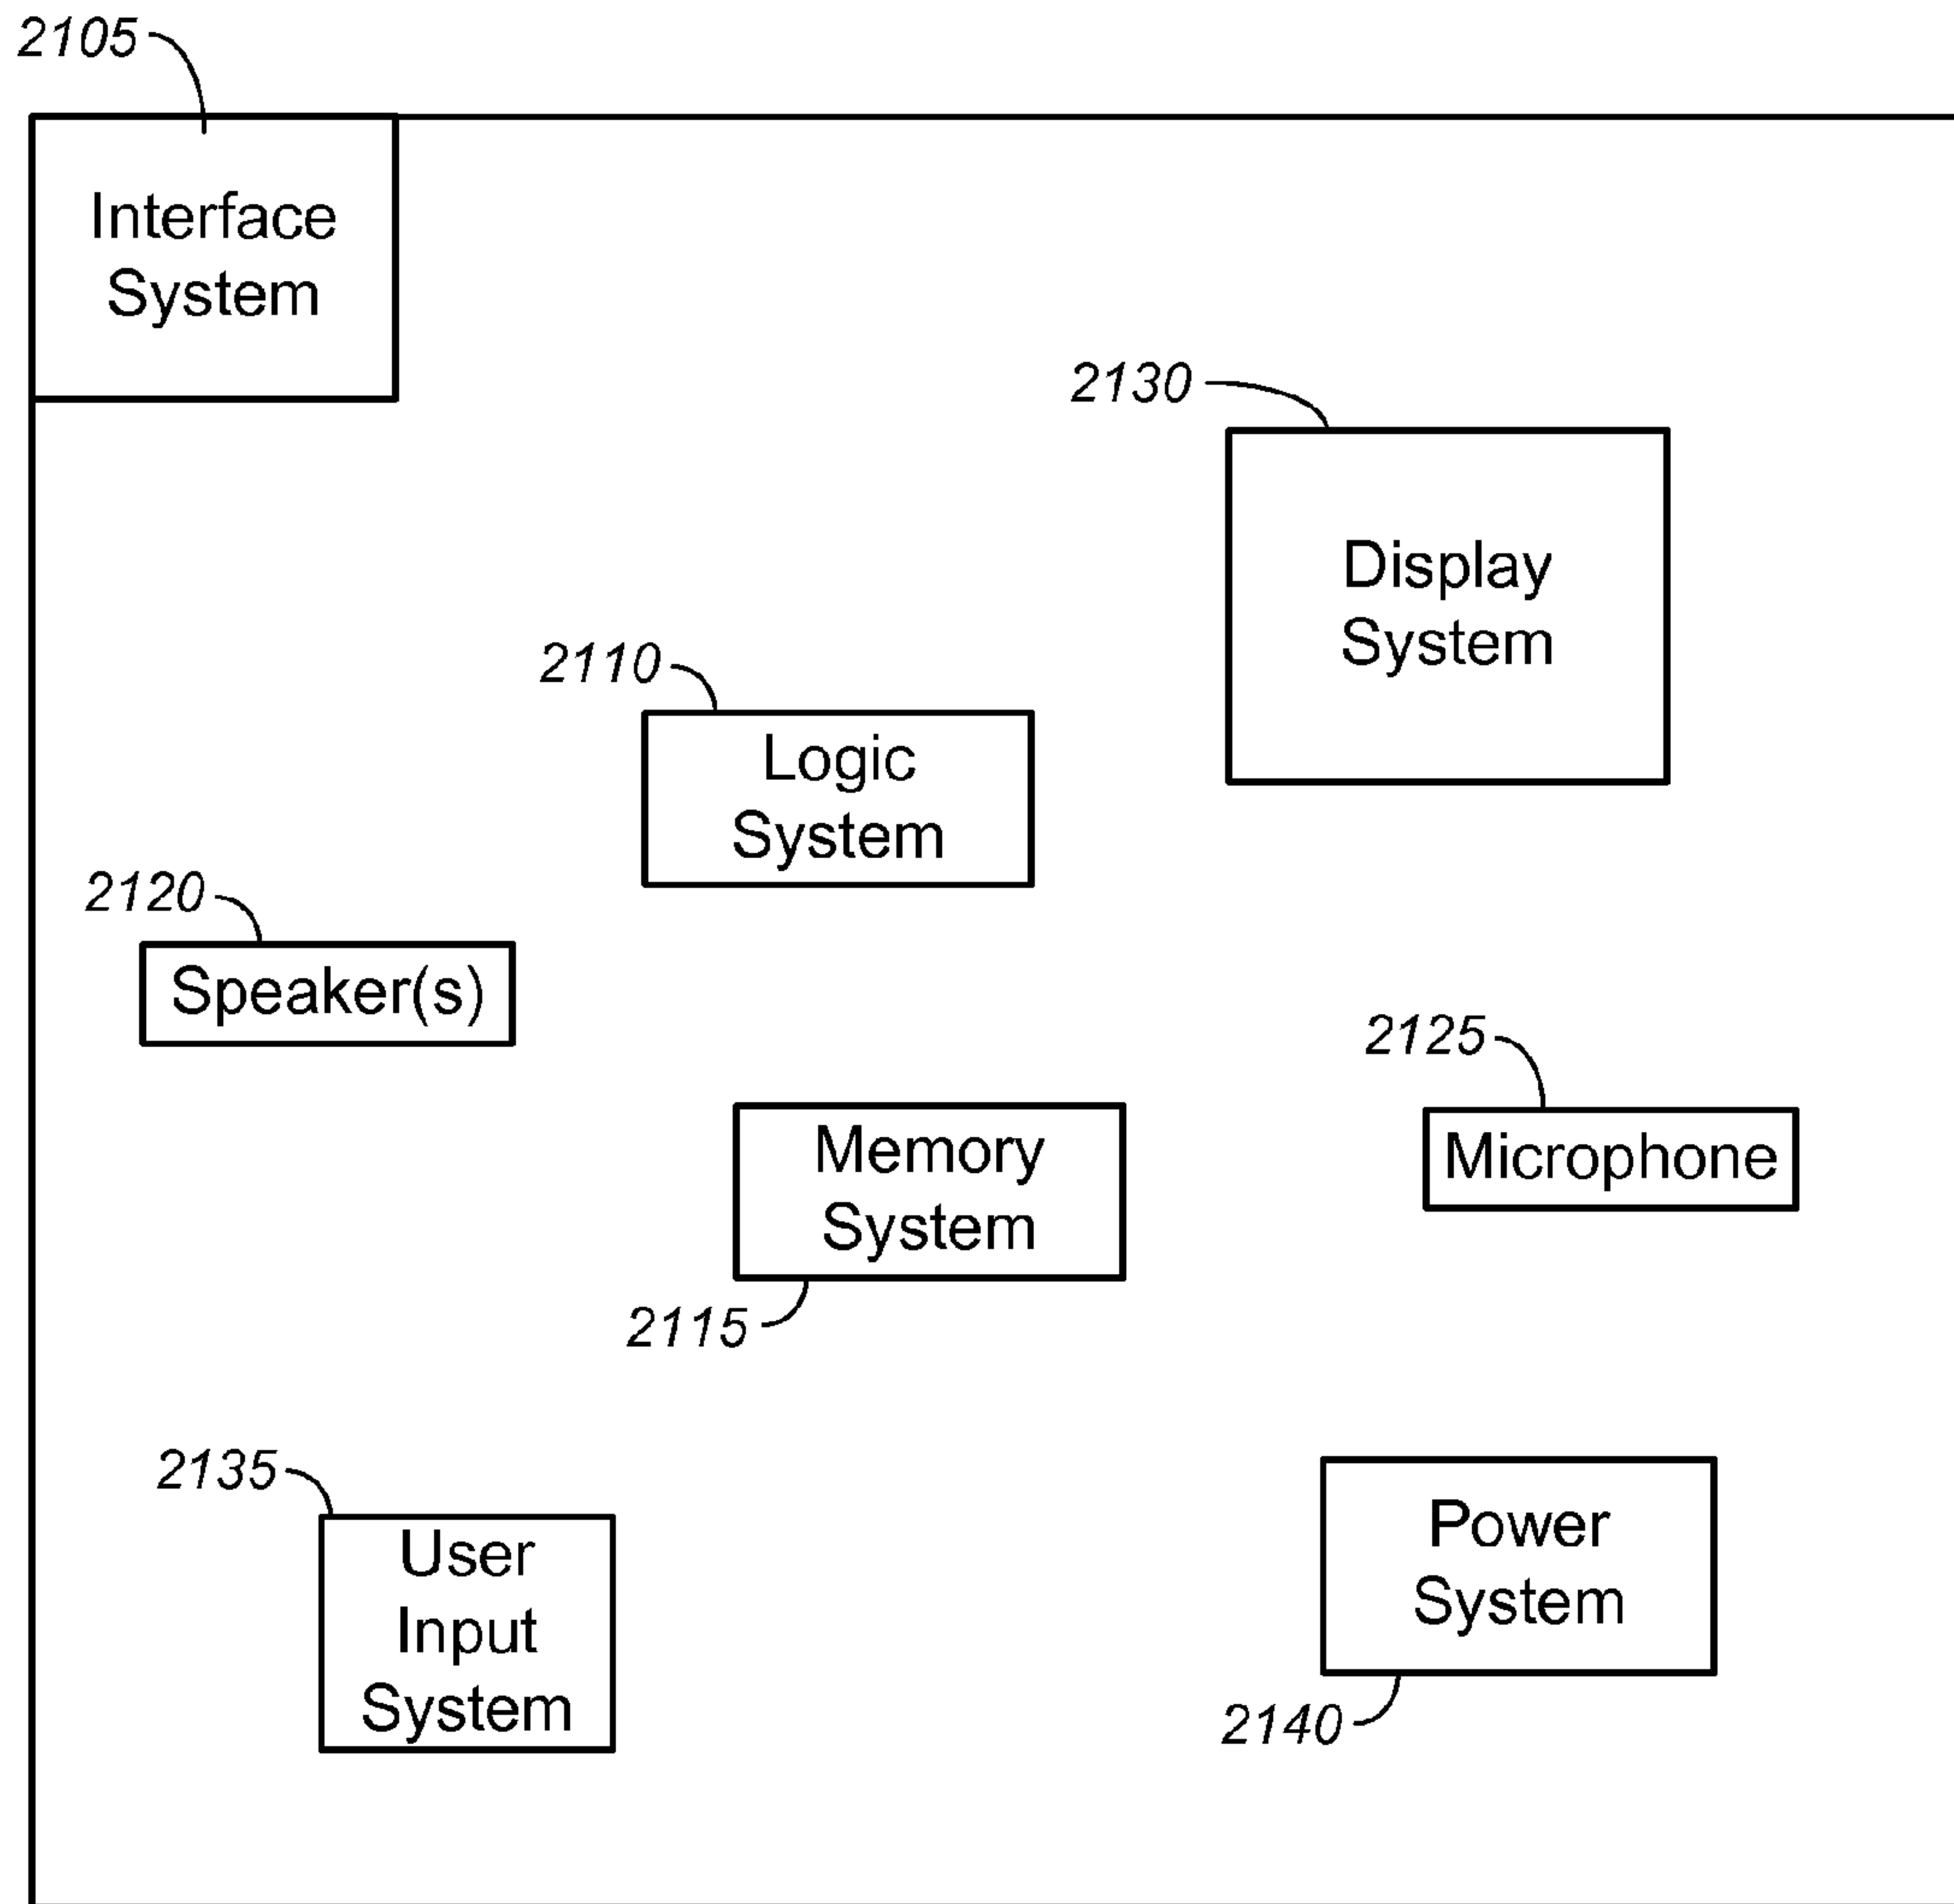 2105
Interface
System
2130
Display
System
2110
Logic
System
2120
Speaker(s)
2125
Microphone
Memory
System
2115
2135
User
Input
System
Power
System
2140